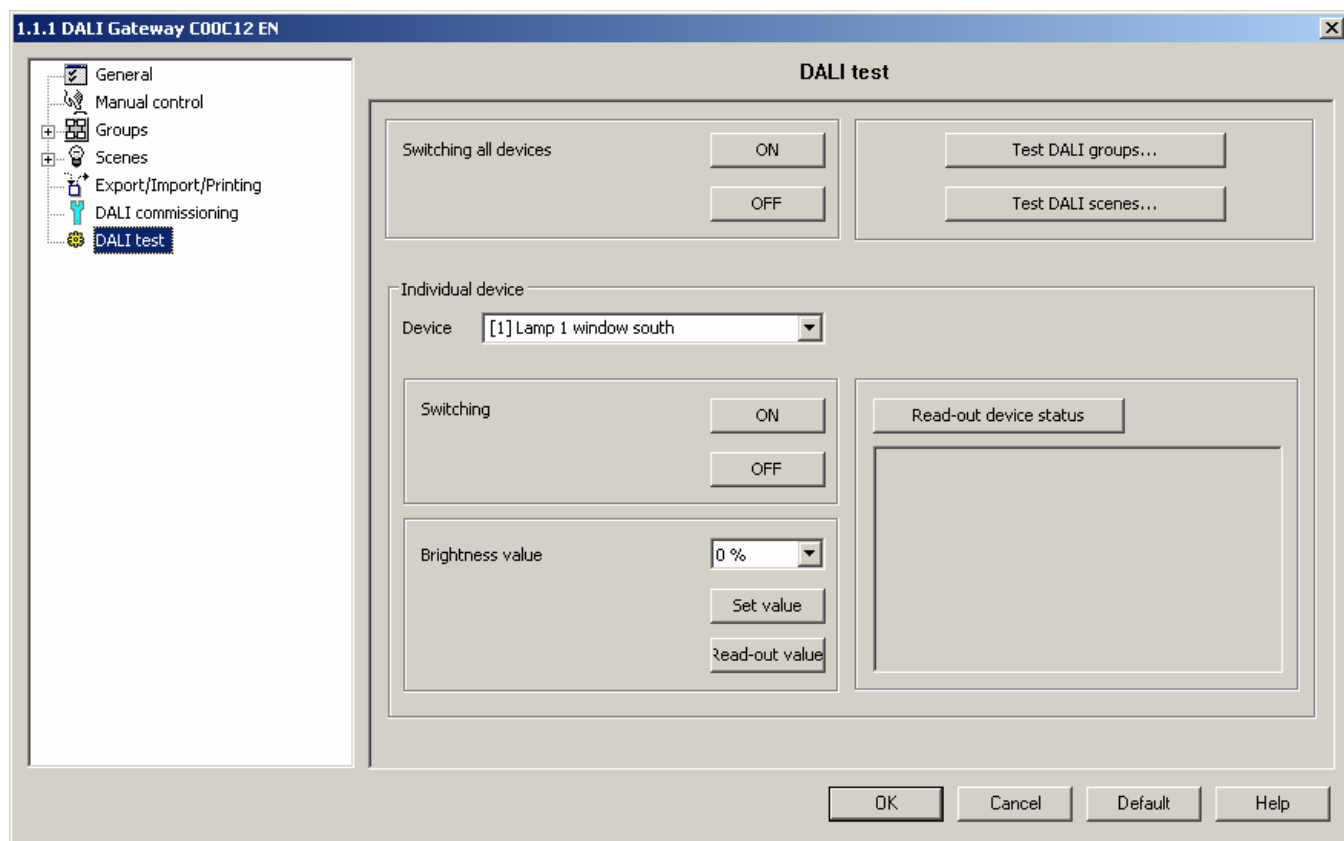 1.1.1 DALI Gateway C00C12 EN
General
Manual control
Groups
Scenes
Export/Import/Printing
DALI commissioning
DALI test
DALI test
Switching all devices
ON
OFF
Test DALI groups...
Test DALI scenes...
Individual device
Device
[1] Lamp 1 window south
Switching
ON
OFF
Read-out device status
Brightness value
0 %
Set value
Read-out value
OK
Cancel
Default
Help